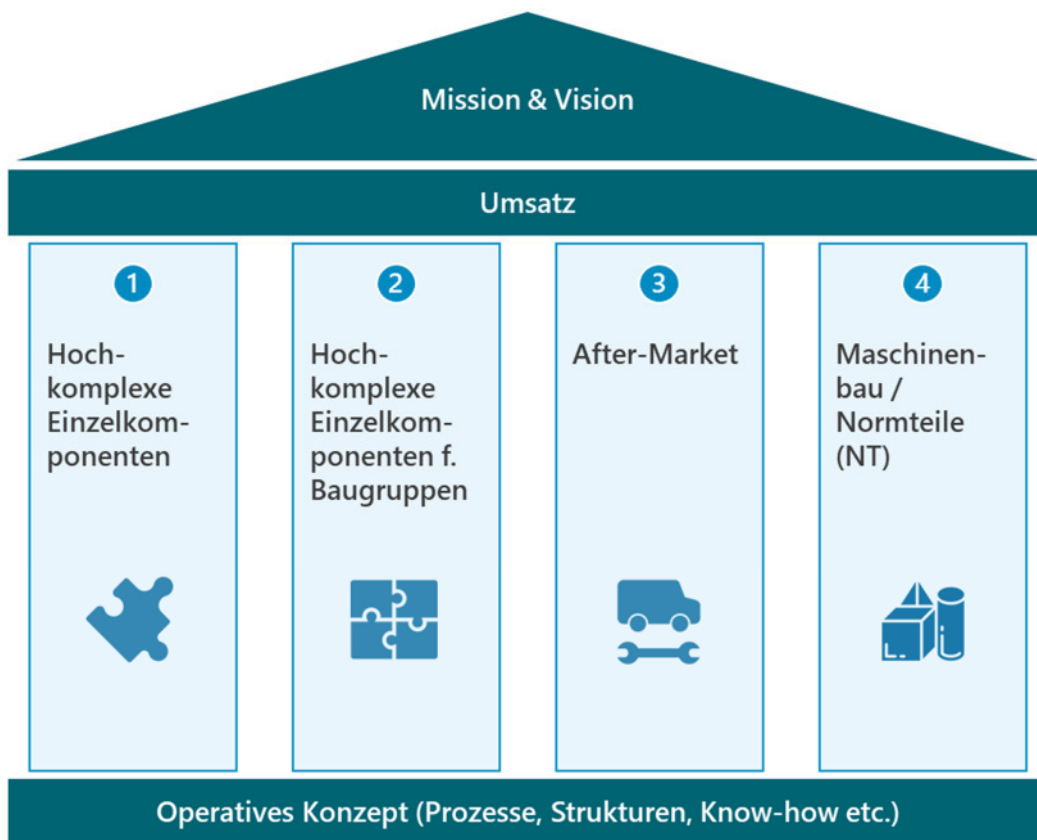 Mission & Vision
Umsatz
1
Hoch-
komplexe
Einzelkom-
ponenten
2
Hoch-
komplexe
Einzelkom-
ponenten f.
Baugruppen
3
After-Market
4
Maschinen-
bau /
Normteile
(NT)
Operatives Konzept (Prozesse, Strukturen, Know-how etc.)